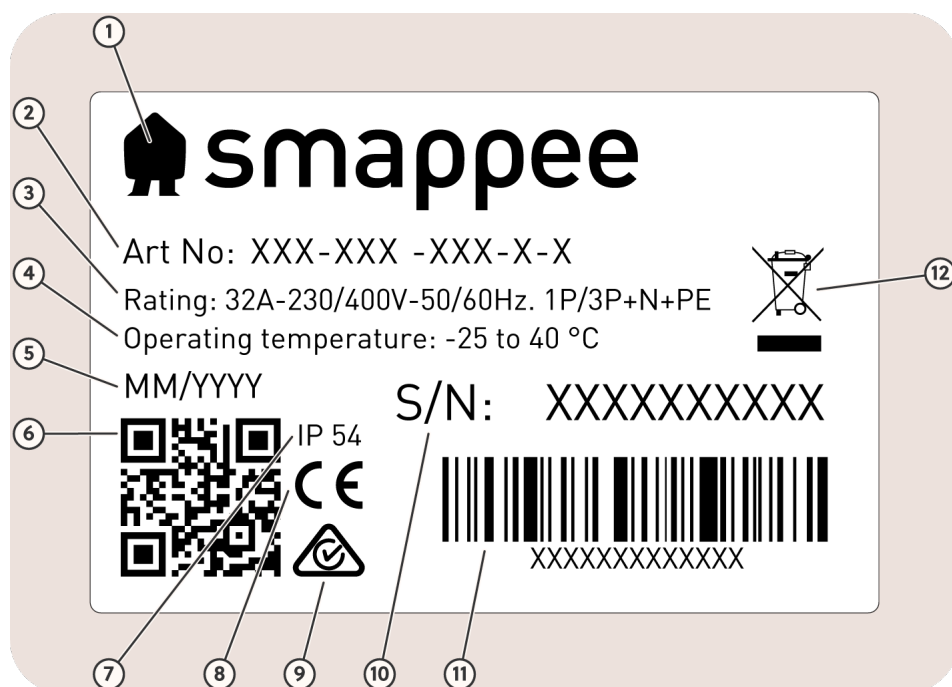 1
smappee
2
Art No: XXX-XXX -XXX-X-X
3
Rating: 32A-230/400V-50/60Hz. 1P/3P+N+PE
4
Operating temperature: -25 to 40 °C
12
5
MM/YYYY
S/N: XXXXXXXXXX
6
IP 54
CE
XXXXXXXXXXXXX
7
8
9
10
11